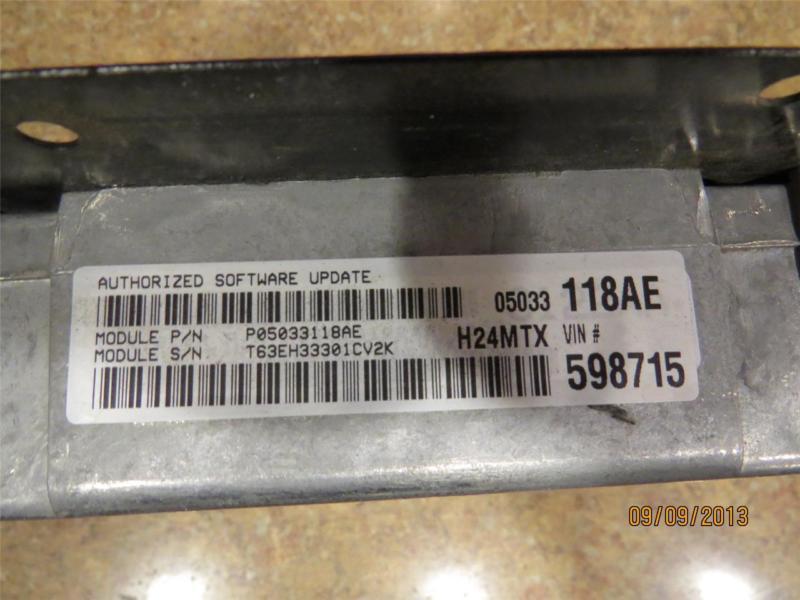 AUTHORIZED SOFTWARE UPDATE
05033 118AE
MODULE P/N P05033118AE
MODULE S/N T63EH33301CV2K
H24MTX VIN #
598715
09/09/2013